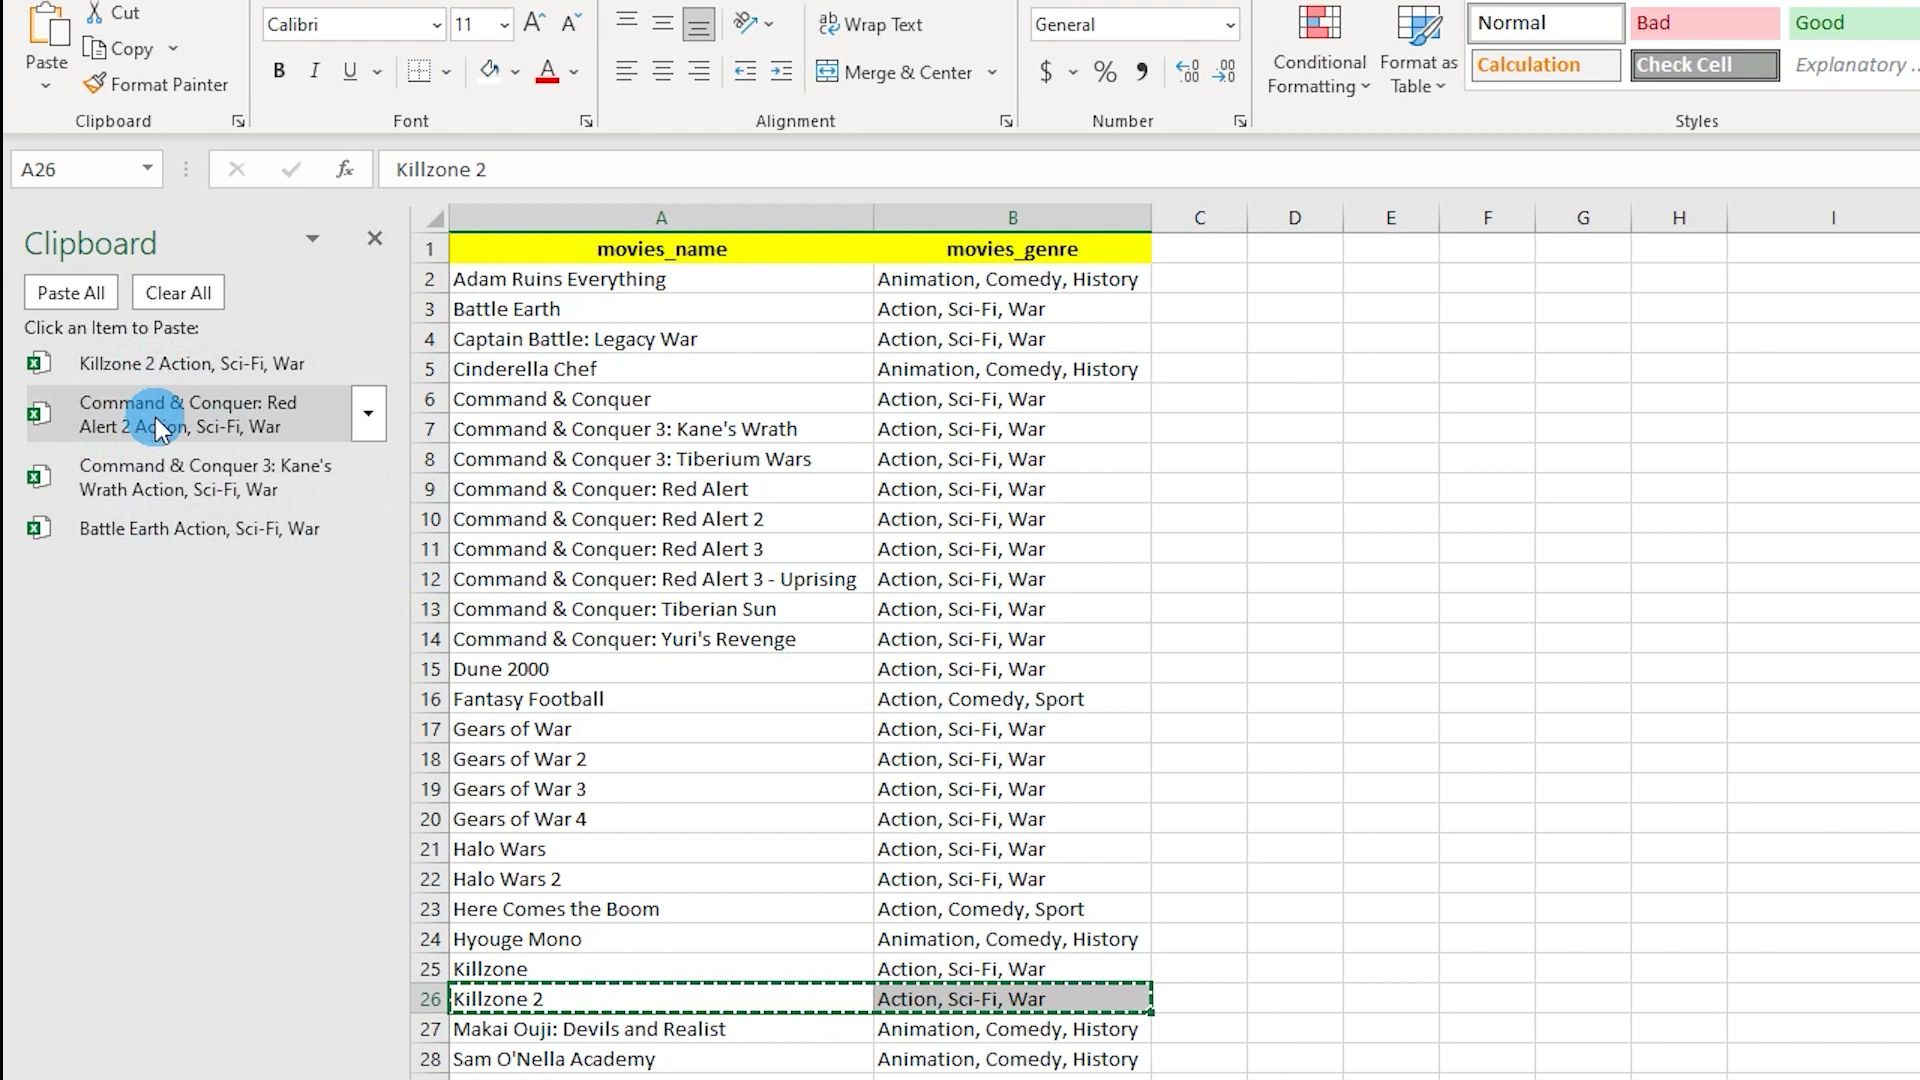 Paste
Cut
Copy
Format Painter
Clipboard
Calibri
11
B I U
A
Font
ab Wrap Text
Merge & Center
Alignment
General
$ % 9
Number
Conditional
Formatting
Format as
Table
Normal
Bad
Good
Calculation
Check Cell
Explanatory ...
Styles
A26
fx
Killzone 2
Clipboard
Paste All
Clear All
Click an Item to Paste:
Killzone 2 Action, Sci-Fi, War
Command & Conquer: Red
Alert 2 Action, Sci-Fi, War
Command & Conquer 3: Kane's
Wrath Action, Sci-Fi, War
Battle Earth Action, Sci-Fi, War
A B C D E F G H I
1 movies_name movies_genre
2 Adam Ruins Everything Animation, Comedy, History
3 Battle Earth Action, Sci-Fi, War
4 Captain Battle: Legacy War Action, Sci-Fi, War
5 Cinderella Chef Animation, Comedy, History
6 Command & Conquer Action, Sci-Fi, War
7 Command & Conquer 3: Kane's Wrath Action, Sci-Fi, War
8 Command & Conquer 3: Tiberium Wars Action, Sci-Fi, War
9 Command & Conquer: Red Alert Action, Sci-Fi, War
10 Command & Conquer: Red Alert 2 Action, Sci-Fi, War
11 Command & Conquer: Red Alert 3 Action, Sci-Fi, War
12 Command & Conquer: Red Alert 3 - Uprising Action, Sci-Fi, War
13 Command & Conquer: Tiberian Sun Action, Sci-Fi, War
14 Command & Conquer: Yuri's Revenge Action, Sci-Fi, War
15 Dune 2000 Action, Sci-Fi, War
16 Fantasy Football Action, Comedy, Sport
17 Gears of War Action, Sci-Fi, War
18 Gears of War 2 Action, Sci-Fi, War
19 Gears of War 3 Action, Sci-Fi, War
20 Gears of War 4 Action, Sci-Fi, War
21 Halo Wars Action, Sci-Fi, War
22 Halo Wars 2 Action, Sci-Fi, War
23 Here Comes the Boom Action, Comedy, Sport
24 Hyouge Mono Animation, Comedy, History
25 Killzone Action, Sci-Fi, War
26 Killzone 2 Action, Sci-Fi, War
27 Makai Ouji: Devils and Realist Animation, Comedy, History
28 Sam O'Nella Academy Animation, Comedy, History